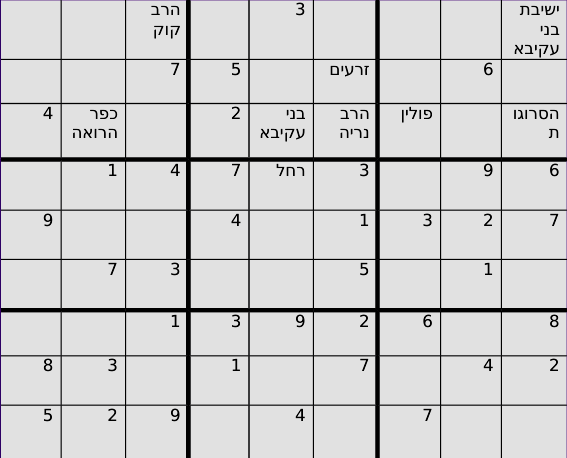 ישיבת
בני
עקיבא
3
הרב
קוק
6 זרעים 5 7
הסרוגו
ת
פולין
הרב
נריה
בני
עקיבא
2
כפר
הרואה
4
6 9 3 רחל 7 4 1
7 2 3 1 4 9
1 5 3 7
8 6 2 9 3 1
2 4 7 1 3 8
7 4 9 2 5